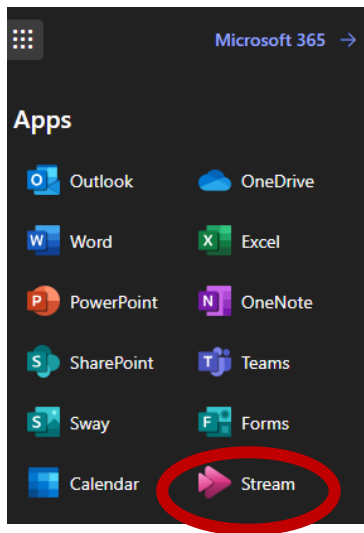 Microsoft 365 →
Apps
Outlook OneDrive
Word Excel
PowerPoint OneNote
SharePoint Teams
Sway Forms
Calendar Stream